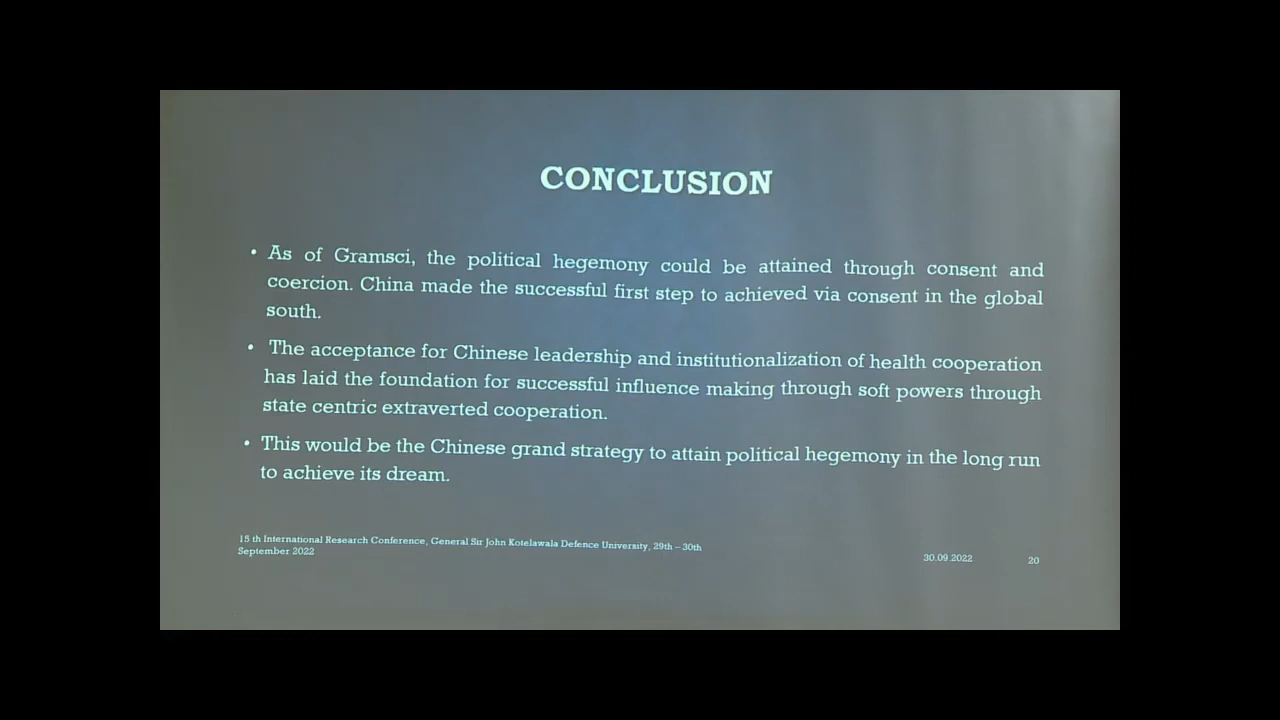 CONCLUSION
• As of Gramsci, the political hegemony could be attained through consent and
coercion. China made the successful first step to achieved via consent in the global
south.
• The acceptance for Chinese leadership and institutionalization of health cooperation
has laid the foundation for successful influence making through soft powers through
state centric extraverted cooperation.
• This would be the Chinese grand strategy to attain political hegemony in the long run
to achieve its dream.
15 th International Research Conference, General Sir John Kotelawala Defence University, 29th – 30th
September 2022
30.09.2022
20